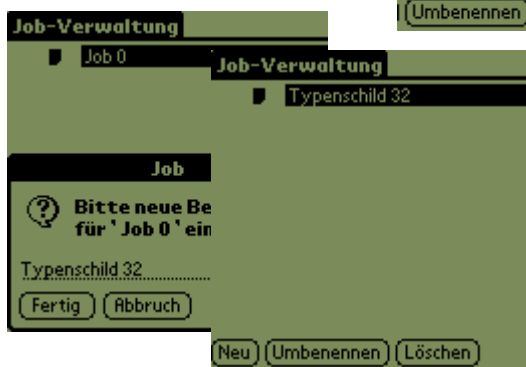 Umbenennen
Job-Verwaltung
Job 0
Job
Bitte neue Be
für 'Job 0' ein
Typenschild 32
Fertig Abbruch
Job-Verwaltung
Typenschild 32
Neu Umbenennen Löschen